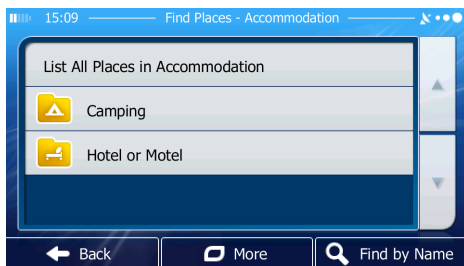 15:09 Find Places - Accommodation
List All Places in Accommodation
Camping
Hotel or Motel
Back More Find by Name